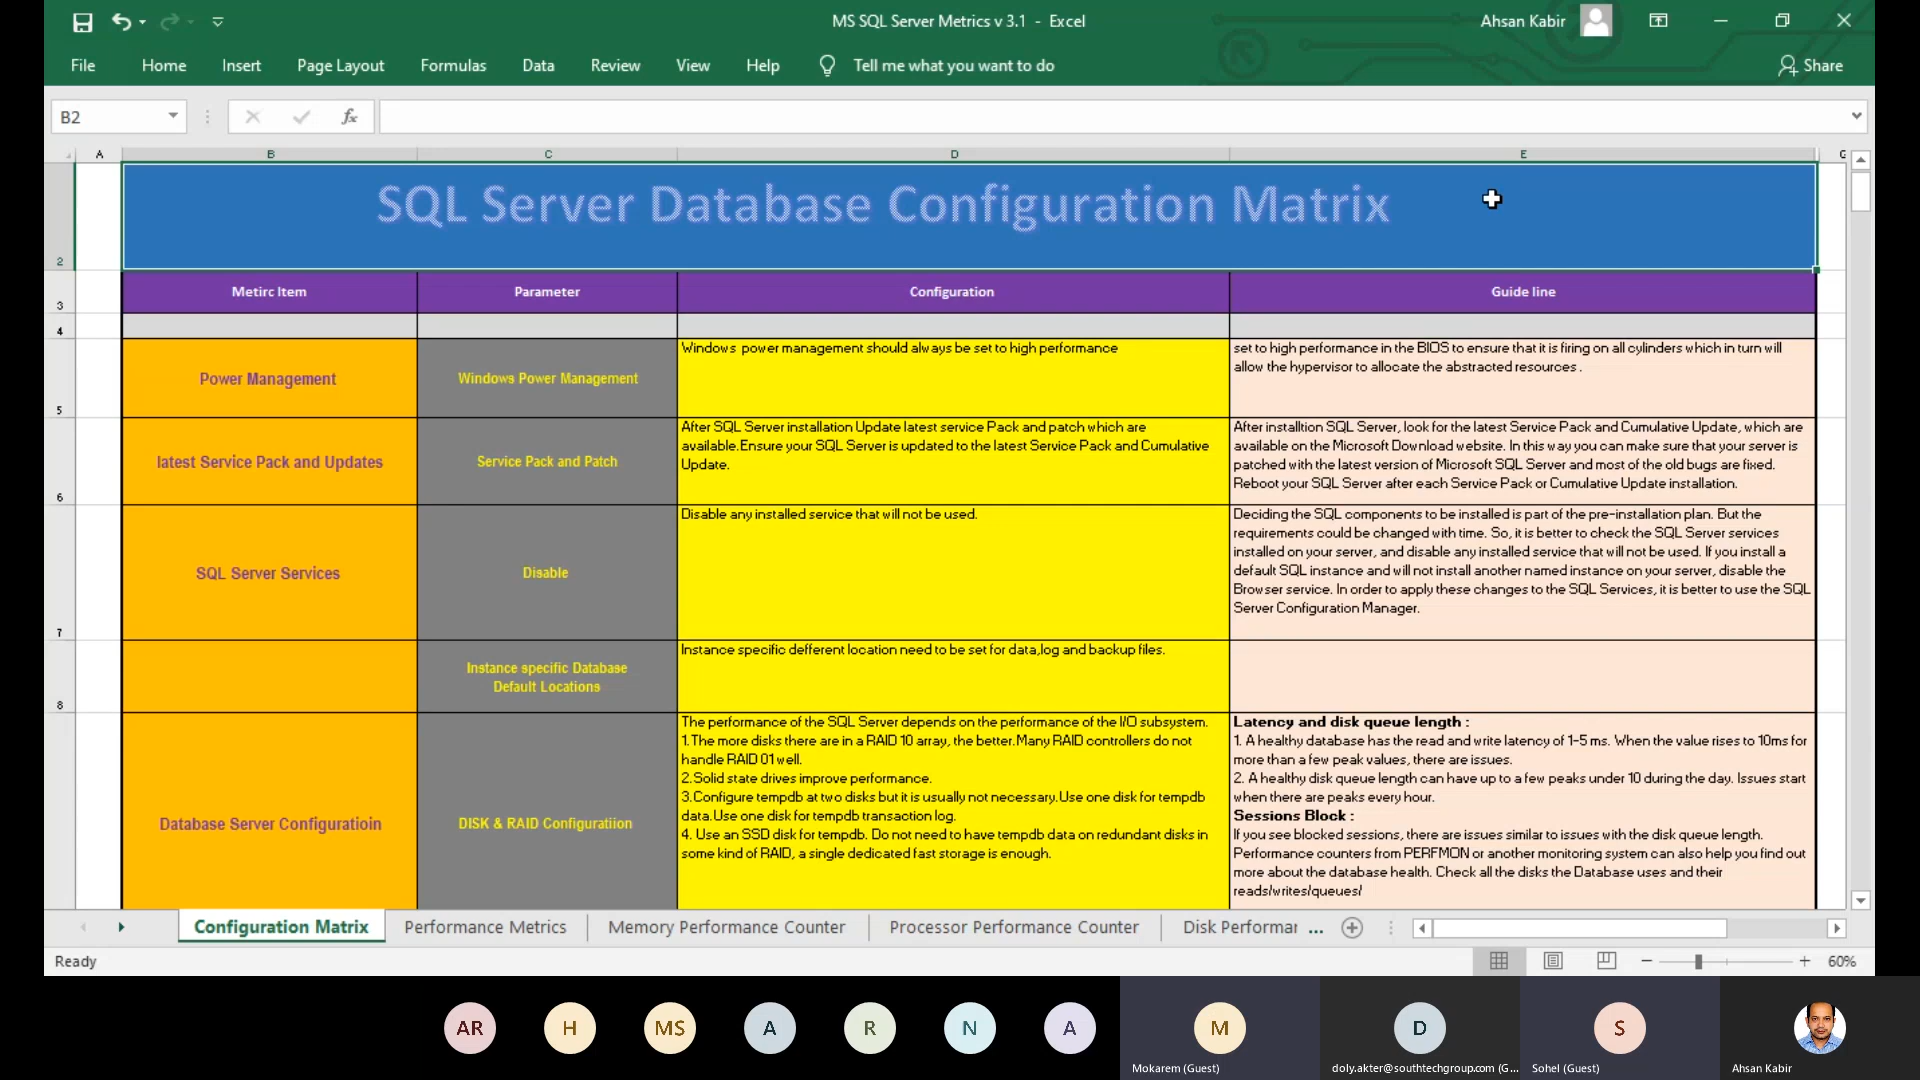 MS SQL Server Metrics v 3.1 - Excel
Ahsan Kabir
File Home Insert Page Layout Formulas Data Review View Help Tell me what you want to do Share
B2
fx
A B C D E G
2
SQL Server Database Configuration Matrix
3
Metirc Item Parameter Configuration Guide line
4
5
Power Management
Windows Power Management
Windows power management should always be set to high performance
set to high performance in the BIOS to ensure that it is firing on all cylinders which in turn will
allow the hypervisor to allocate the abstracted resources .
6
latest Service Pack and Updates
Service Pack and Patch
After SQL Server installation Update latest service Pack and patch which are
available.Ensure your SQL Server is updated to the latest Service Pack and Cumulative
Update.
After installtion SQL Server, look for the latest Service Pack and Cumulative Update, which are
available on the Microsoft Download website. In this way you can make sure that your server is
patched with the latest version of Microsoft SQL Server and most of the old bugs are fixed.
Reboot your SQL Server after each Service Pack or Cumulative Update installation.
7
SQL Server Services
Disable
Disable any installed service that will not be used.
Deciding the SQL components to be installed is part of the pre-installation plan. But the
requirements could be changed with time. So, it is better to check the SQL Server services
installed on your server, and disable any installed service that will not be used. If you install a
default SQL instance and will not install another named instance on your server, disable the
Browser service. In order to apply these changes to the SQL Services, it is better to use the SQL
Server Configuration Manager.
8
Instance specific Database
Default Locations
Instance specific defferent location need to be set for data,log and backup files.
Database Server Configuratioin
DISK & RAID Configuratiion
The performance of the SQL Server depends on the performance of the I/O subsystem.
1.The more disks there are in a RAID 10 array, the better.Many RAID controllers do not
handle RAID 01 well.
2.Solid state drives improve performance.
3.Configure tempdb at two disks but it is usually not necessary.Use one disk for tempdb
data.Use one disk for tempdb transaction log.
4. Use an SSD disk for tempdb. Do not need to have tempdb data on redundant disks in
some kind of RAID, a single dedicated fast storage is enough.
Latency and disk queue length :
1. A healthy database has the read and write latency of 1-5 ms. When the value rises to 10ms for
more than a few peak values, there are issues.
2. A healthy disk queue length can have up to a few peaks under 10 during the day. Issues start
when there are peaks every hour.
Sessions Block :
If you see blocked sessions, there are issues similar to issues with the disk queue length.
Performance counters from PERFMON or another monitoring system can also help you find out
more about the database health. Check all the disks the Database uses and their
reads/writes/queues/
Configuration Matrix Performance Metrics Memory Performance Counter Processor Performance Counter Disk Performar ...
Ready
60%
AR H MS A R N A M D S
Mokarem (Guest) doly.akter@southtechgroup.com (G... Sohel (Guest) Ahsan Kabir